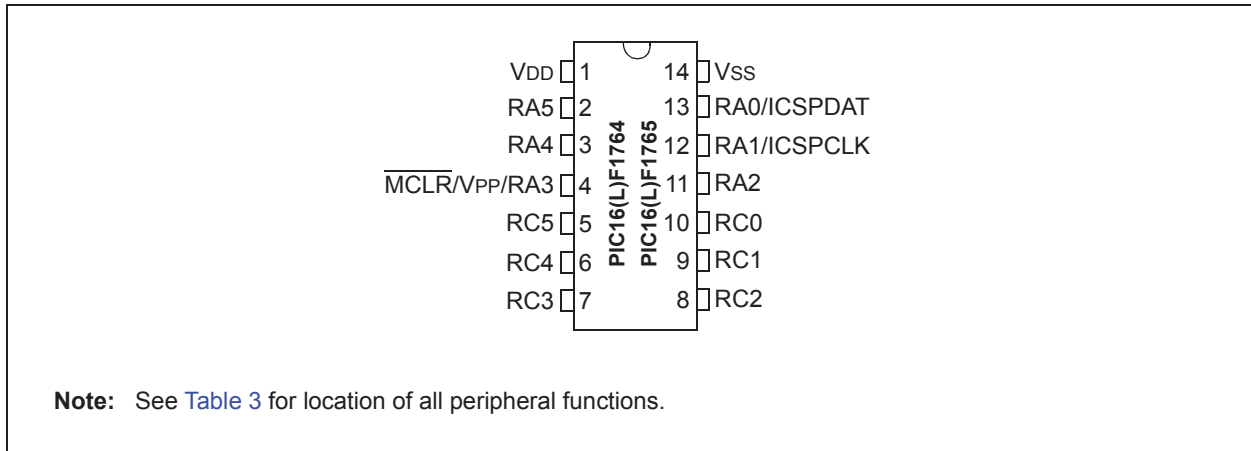 VDD 1 14 VSS
RA5 2 13 RA0/ICSPDAT
RA4 3 12 RA1/ICSPCLK
MCLR/VPP/RA3 4 11 RA2
RC5 5 10 RC0
RC4 6 9 RC1
RC3 7 8 RC2
PIC16(L)F1764
PIC16(L)F1765
Note: See Table 3 for location of all peripheral functions.